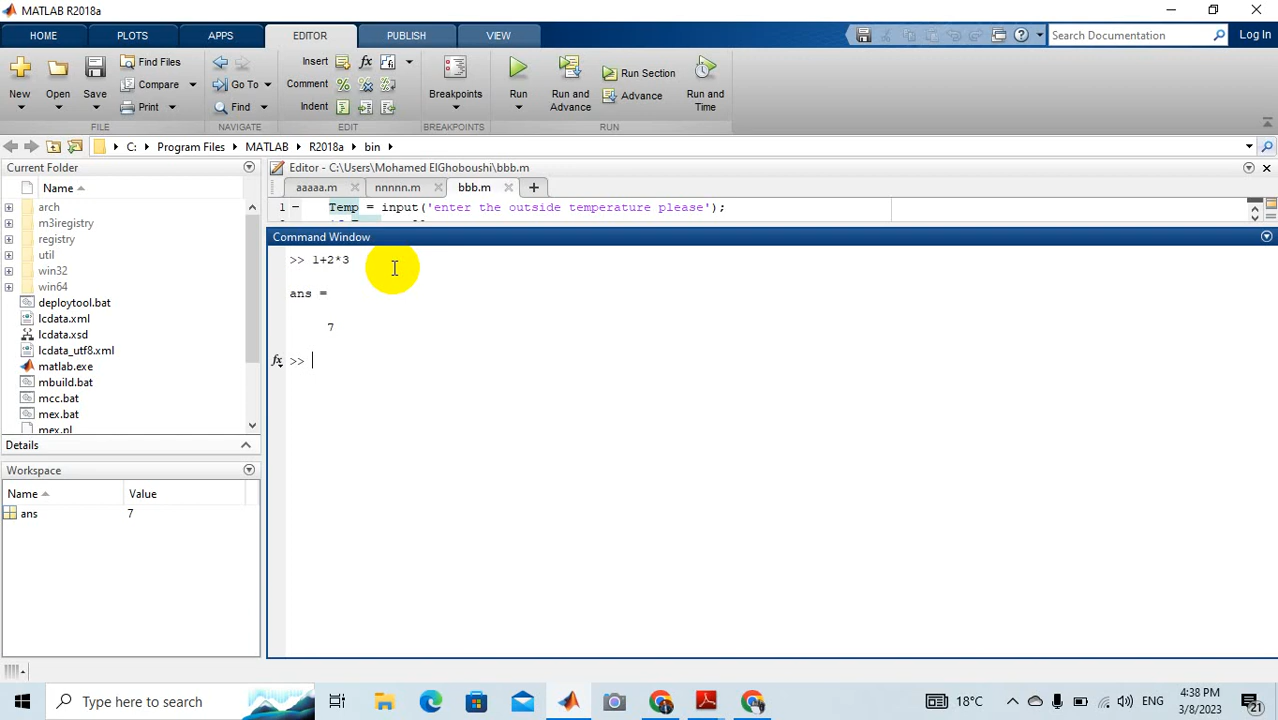 MATLAB R2018a
HOME PLOTS APPS EDITOR PUBLISH VIEW
Search Documentation Log In
New Open Save Find Files Compare Print
Go To Find
Insert fx
Comment
Indent
Breakpoints
Run Run and Advance Run Section Advance Run and Time
FILE NAVIGATE EDIT BREAKPOINTS RUN
C: Program Files MATLAB R2018a bin
Current Folder
Name
arch
m3iregistry
registry
util
win32
win64
deploytool.bat
lcdata.xml
lcdata.xsd
lcdata_utf8.xml
matlab.exe
mbuild.bat
mcc.bat
mex.bat
mex.pl
Details
Workspace
Name Value
ans 7
Editor - C:\Users\Mohamed ElGhoboushi\bbb.m
aaaaa.m nnnnn.m bbb.m
1 Temp = input('enter the outside temperature please');
Command Window
>> 1+2*3
ans =
7
fx >>
Type here to search
18°C ENG
4:38 PM
3/8/2023
21